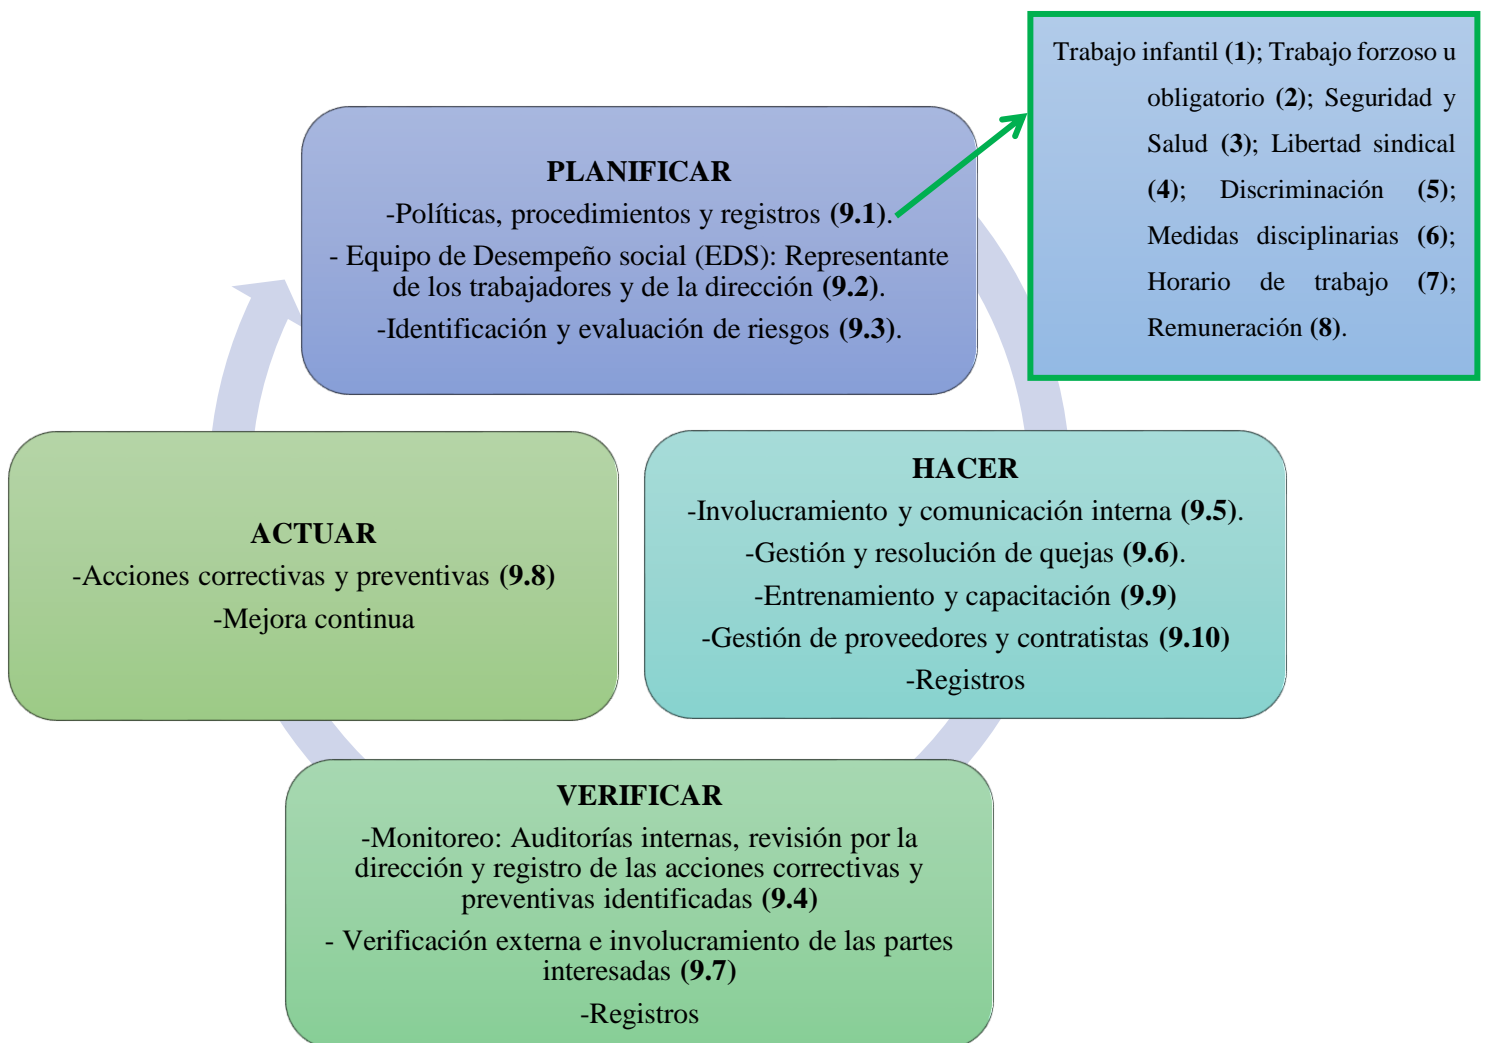 PLANIFICAR
-Políticas, procedimientos y registros (9.1).
- Equipo de Desempeño social (EDS): Representante
de los trabajadores y de la dirección (9.2).
-Identificación y evaluación de riesgos (9.3).
Trabajo infantil (1); Trabajo forzoso u
obligatorio (2); Seguridad y
Salud (3); Libertad sindical
(4); Discriminación (5);
Medidas disciplinarias (6);
Horario de trabajo (7);
Remuneración (8).
HACER
-Involucramiento y comunicación interna (9.5).
-Gestión y resolución de quejas (9.6).
-Entrenamiento y capacitación (9.9)
-Gestión de proveedores y contratistas (9.10)
-Registros
VERIFICAR
-Monitoreo: Auditorías internas, revisión por la
dirección y registro de las acciones correctivas y
preventivas identificadas (9.4)
- Verificación externa e involucramiento de las partes
interesadas (9.7)
-Registros
ACTUAR
-Acciones correctivas y preventivas (9.8)
-Mejora continua